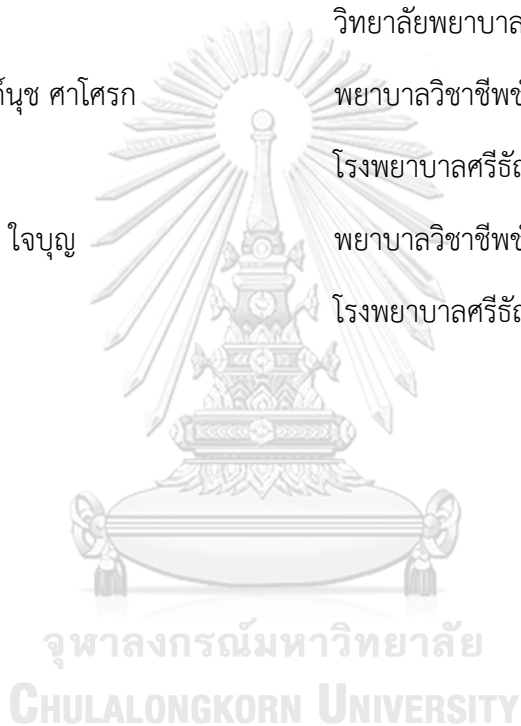 วิทยาลัยพยาบาล
นุช ศาโศรก พยาบาลวิชาชีพ
โรงพยาบาลศรีธัญ
ใจบุญ พยาบาลวิชาชีพ
โรงพยาบาลศรีธัญ
จุฬาลงกรณ์มหาวิทยาลัย
CHULALONGKORN UNIVERSITY